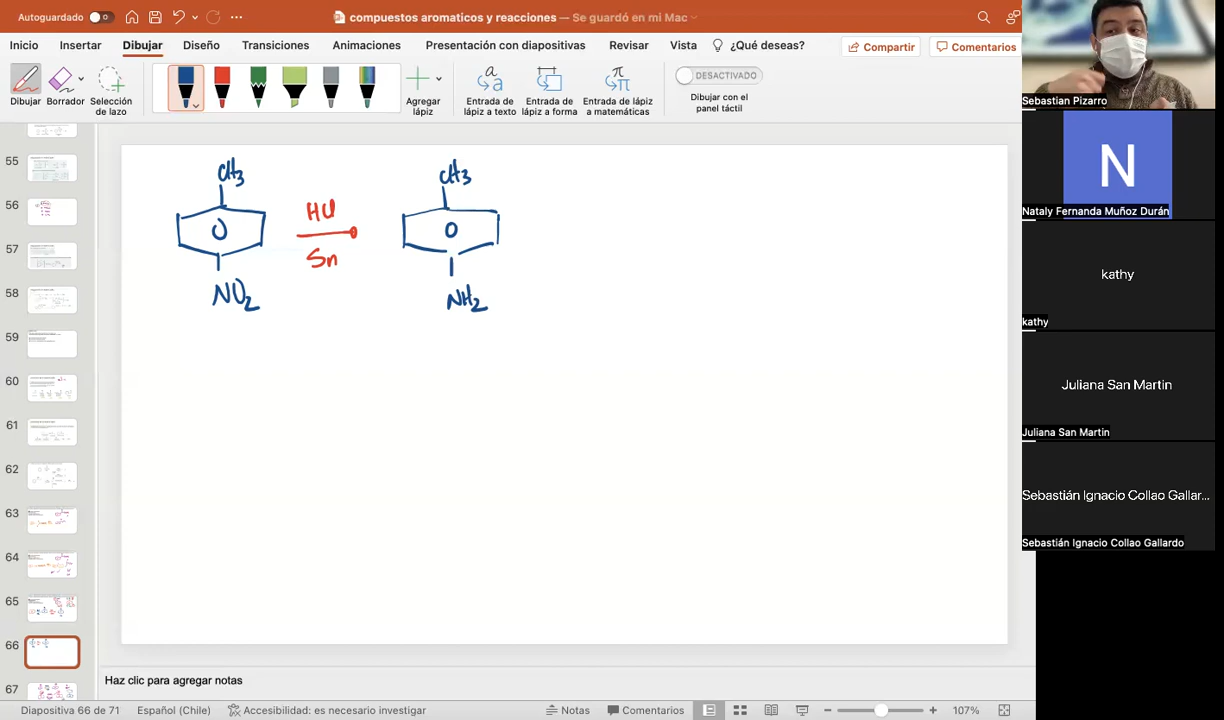 Autoguardado
compuestos aromaticos y reacciones — Se guardó en mi Mac
Inicio Insertar Dibujar Diseño Transiciones Animaciones Presentación con diapositivas Revisar Vista ¿Qué deseas? Compartir Comentarios
Dibujar Borrador Selección de lazo
Agregar lápiz
Entrada de lápiz a texto
Entrada de lápiz a forma
Entrada de lápiz a matemáticas
DESACTIVADO
Dibujar con el panel táctil
55
56
57
58
59
60
61
62
63
64
65
66
67
CH3
CH3
HCl
Sn
NO2
NH2
Haz clic para agregar notas
Diapositiva 66 de 71 Español (Chile) Accesibilidad: es necesario investigar Notas Comentarios 107%
Sebastian Pizarro
N
Nataly Fernanda Muñoz Durán
kathy
kathy
Juliana San Martin
Juliana San Martin
Sebastián Ignacio Collao Gallar...
Sebastián Ignacio Collao Gallardo